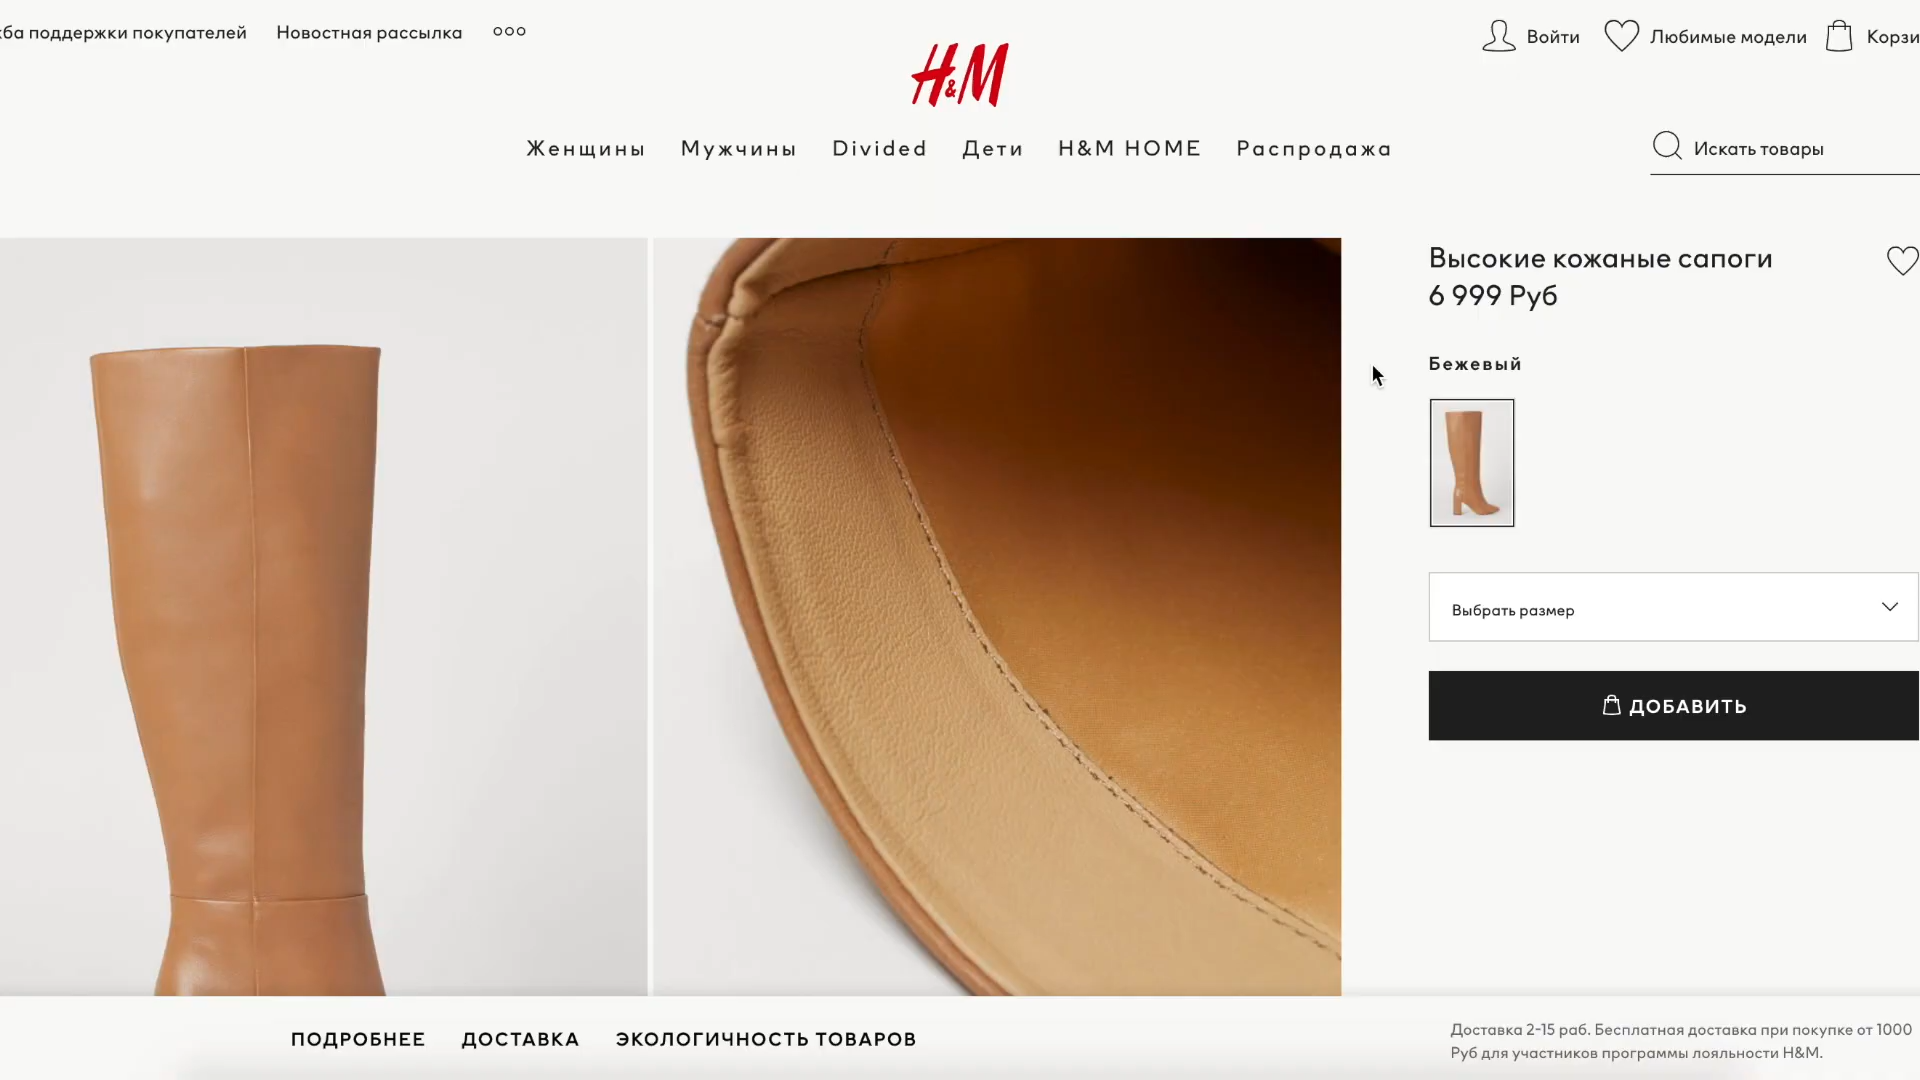 ба поддержки покупателей
Новостная рассылка
Войти
Любимые модели
Корзи
H&M
Женщины
Мужчины
Divided
Дети
H&M HOME
Распродажа
Искать товары
Высокие кожаные сапоги
6 999 Руб
Бежевый
Выбрать размер
ДОБАВИТЬ
ПОДРОБНЕЕ
ДОСТАВКА
ЭКОЛОГИЧНОСТЬ ТОВАРОВ
Доставка 2-15 раб. Бесплатная доставка при покупке от 1000
Руб для участников программы лояльности H&M.